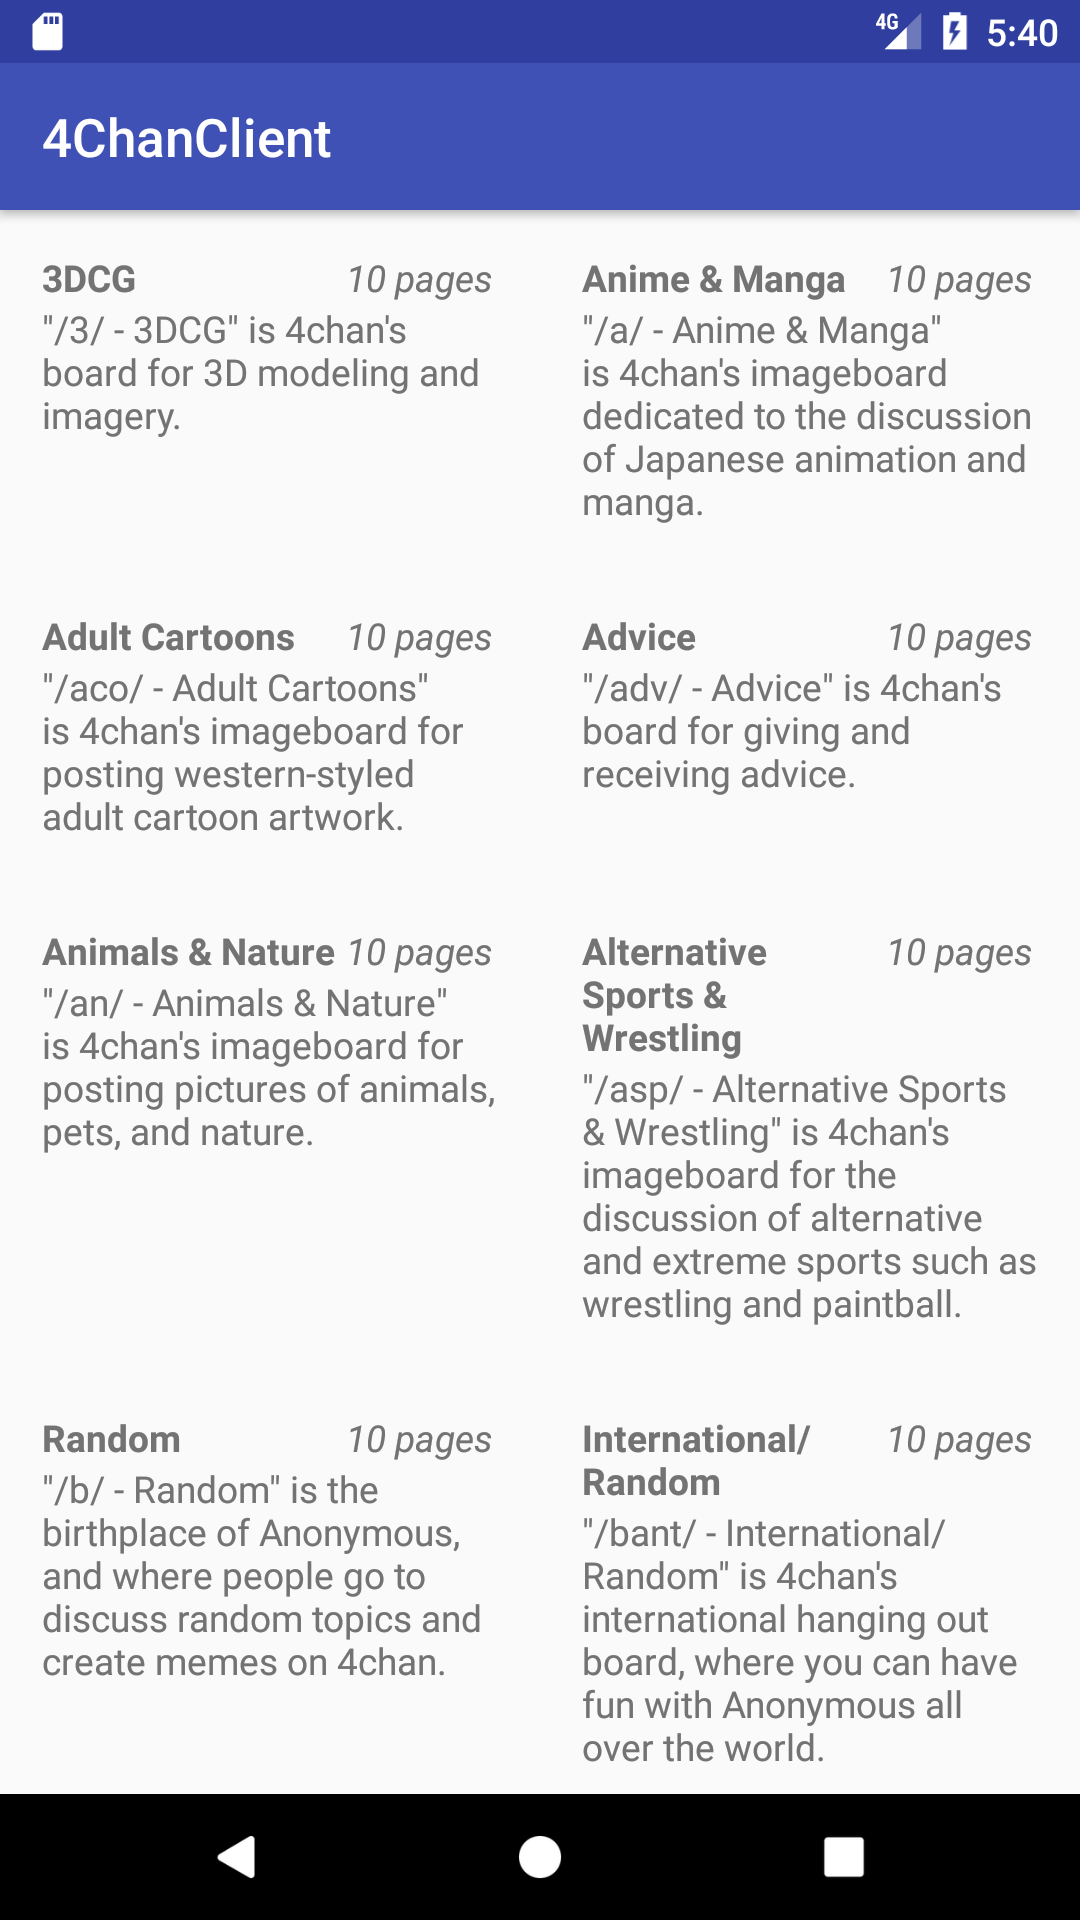 4G 5:40
4ChanClient
3DCG 10 pages
"/3/ - 3DCG" is 4chan's
board for 3D modeling and
imagery.
Anime & Manga 10 pages
"/a/ - Anime & Manga"
is 4chan's imageboard
dedicated to the discussion
of Japanese animation and
manga.
Adult Cartoons 10 pages
"/aco/ - Adult Cartoons"
is 4chan's imageboard for
posting western-styled
adult cartoon artwork.
Advice 10 pages
"/adv/ - Advice" is 4chan's
board for giving and
receiving advice.
Animals & Nature 10 pages
"/an/ - Animals & Nature"
is 4chan's imageboard for
posting pictures of animals,
pets, and nature.
Alternative 10 pages
Sports &
Wrestling
"/asp/ - Alternative Sports
& Wrestling" is 4chan's
imageboard for the
discussion of alternative
and extreme sports such as
wrestling and paintball.
Random 10 pages
"/b/ - Random" is the
birthplace of Anonymous,
and where people go to
discuss random topics and
create memes on 4chan.
International/ 10 pages
Random
"/bant/ - International/
Random" is 4chan's
international hanging out
board, where you can have
fun with Anonymous all
over the world.